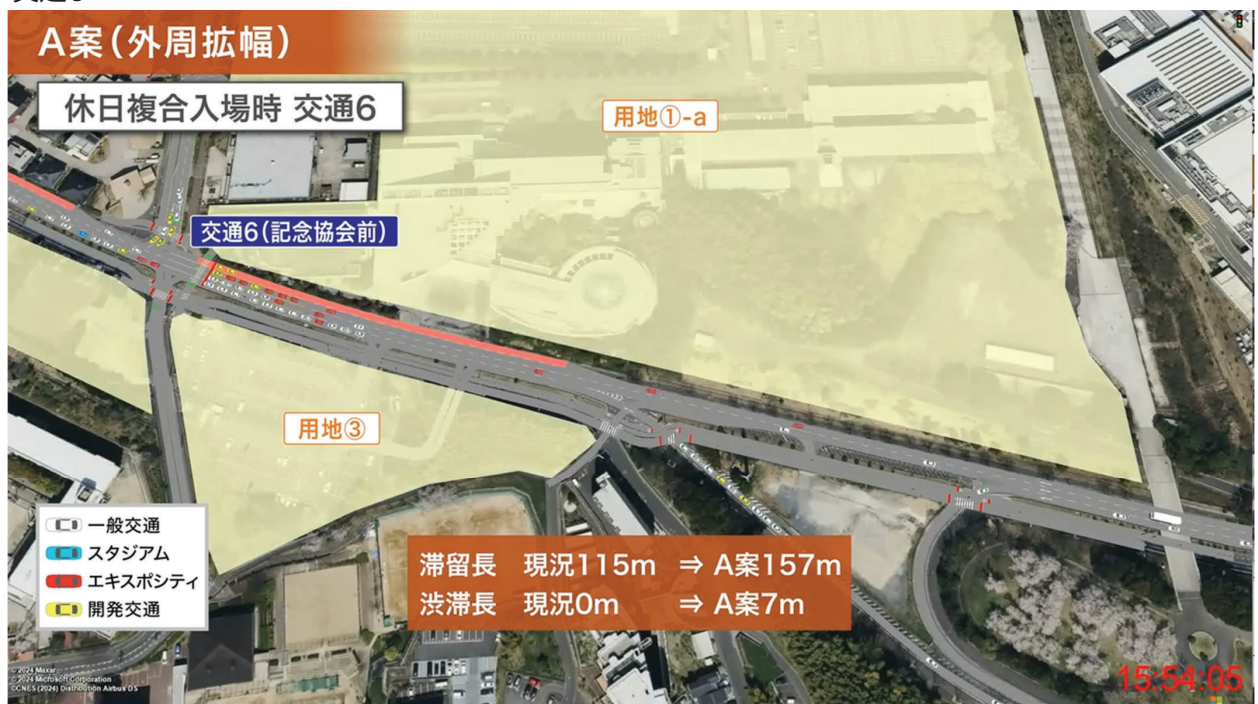 A案(外周拡幅)
休日複合入場時 交通6
用地①-a
交通6(記念協会前)
用地③
一般交通
スタジアム
エキスポシティ
開発交通
滞留長 現況115m ⇒ A案157m
渋滞長 現況0m ⇒ A案7m
© 2024 Maxar
© 2024 Microsoft Corporation
©CNES (2024) Distribution Airbus DS
15:54:05